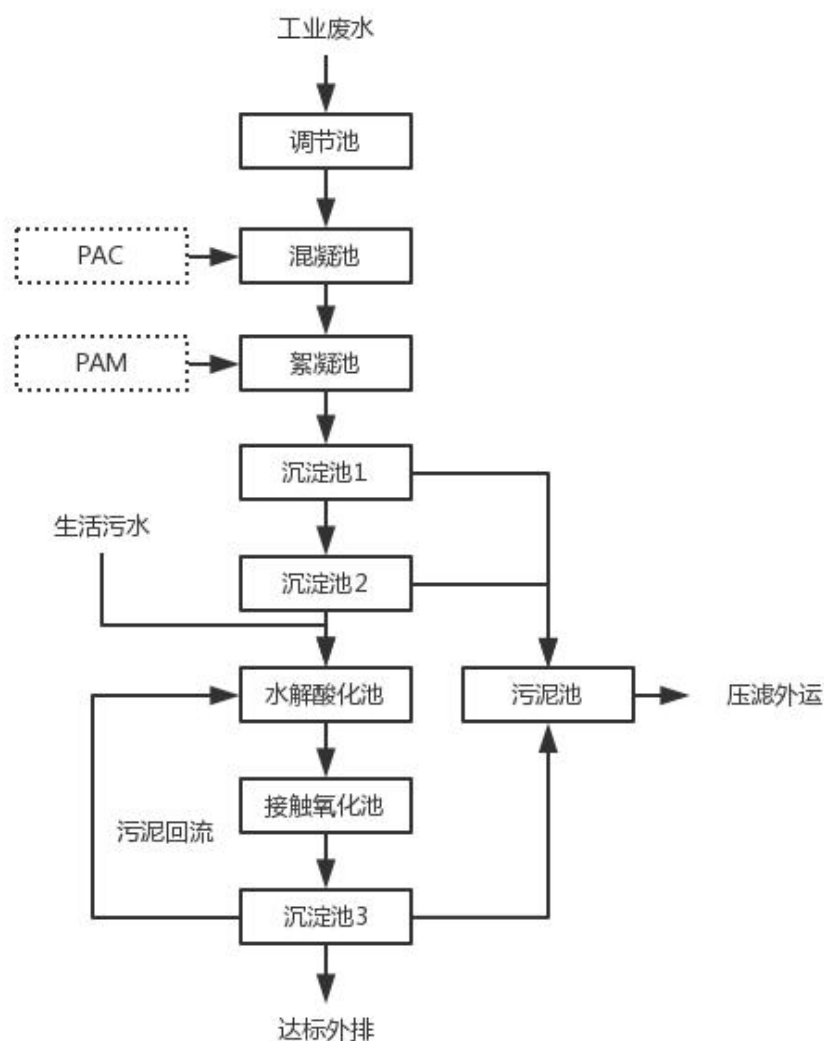 工业废水
调节池
PAC
混凝池
PAM
絮凝池
沉淀池1
生活污水
沉淀池2
水解酸化池
污泥池
压滤外运
接触氧化池
污泥回流
沉淀池3
达标外排